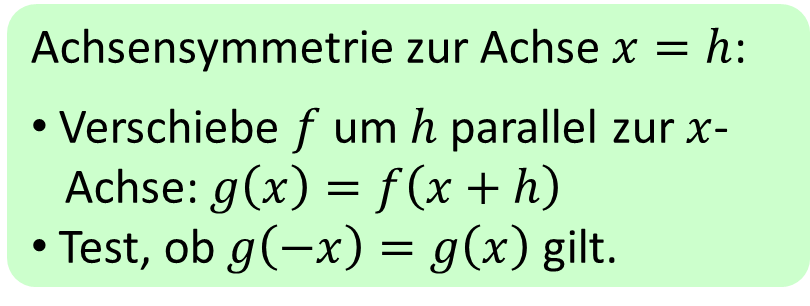 Achsensymmetrie zur Achse x = h:
• Verschiebe f um h parallel zur x-
Achse: g(x) = f(x + h)
• Test, ob g(−x) = g(x) gilt.